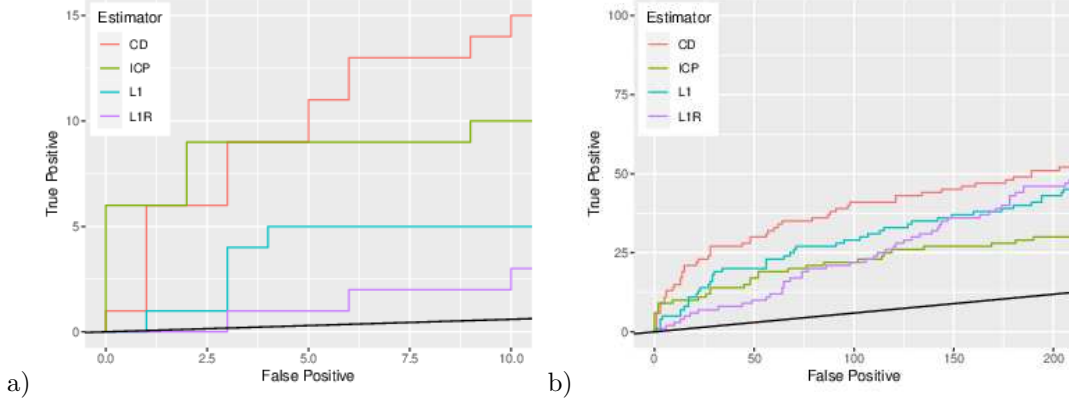 Estimator
CD
ICP
L1
L1R
True Positive
15
10
5
0
0.0 2.5 5.0 7.5 10.0
False Positive
a)
Estimator
CD
ICP
L1
L1R
True Positive
100
75
50
25
0
0 50 100 150 200
False Positive
b)